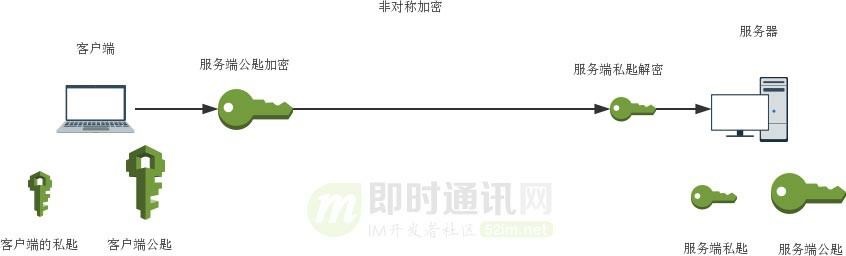 非对称加密
客户端
服务器
服务端公匙加密
服务端私匙解密
即时通讯网
IM开发者社区 52im.net
客户端的私匙
客户端公匙
服务端私匙
服务端公匙